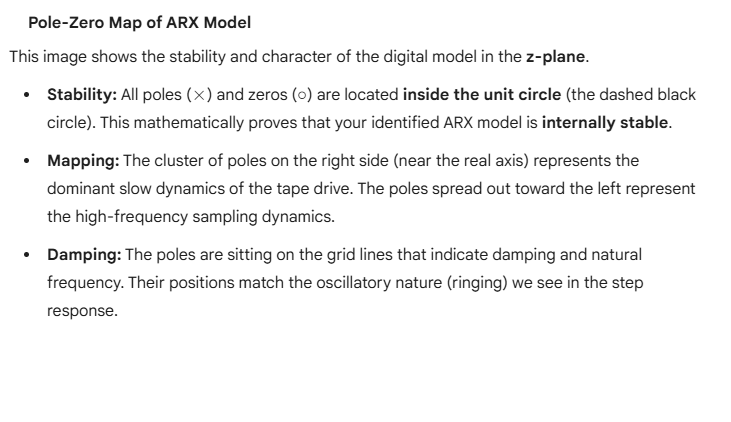 Pole-Zero Map of ARX Model
This image shows the stability and character of the digital model in the z-plane.
• Stability: All poles (×) and zeros (○) are located inside the unit circle (the dashed black
circle). This mathematically proves that your identified ARX model is internally stable.
• Mapping: The cluster of poles on the right side (near the real axis) represents the
dominant slow dynamics of the tape drive. The poles spread out toward the left represent
the high-frequency sampling dynamics.
• Damping: The poles are sitting on the grid lines that indicate damping and natural
frequency. Their positions match the oscillatory nature (ringing) we see in the step
response.